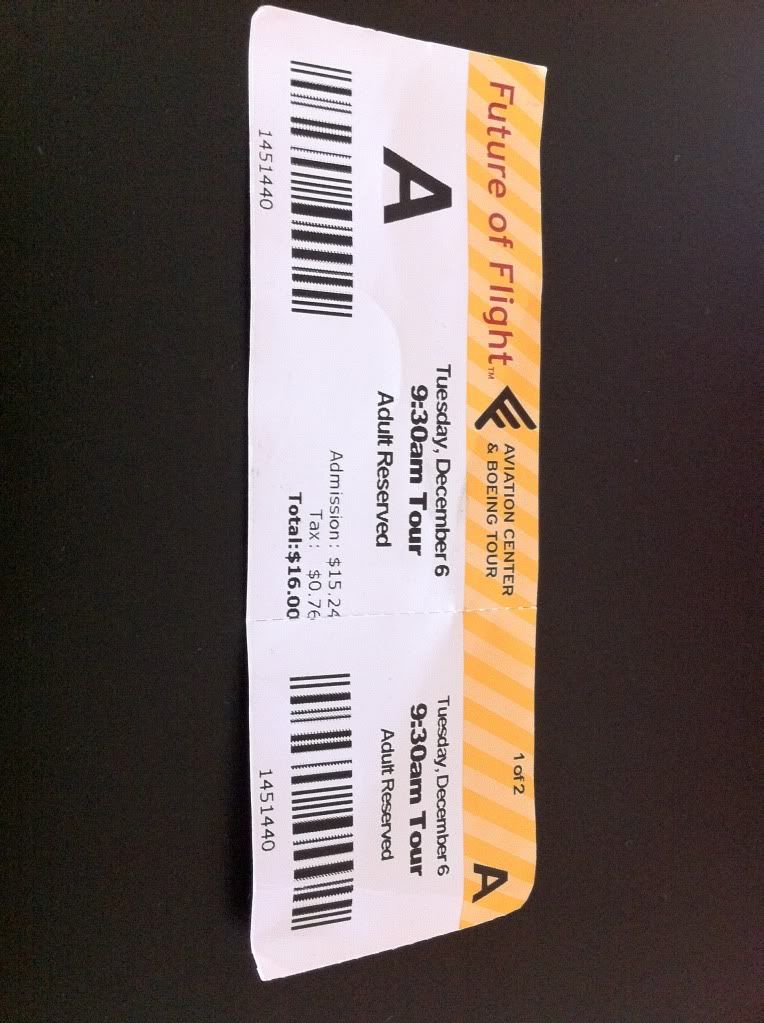 Future of Flight™
AVIATION CENTER
& BOEING TOUR
1 of 2
A
A
Tuesday, December 6
9:30am Tour
Adult Reserved
Admission: $15.24
Tax: $0.76
Total:$16.00
1451440
Tuesday, December 6
9:30am Tour
Adult Reserved
1451440